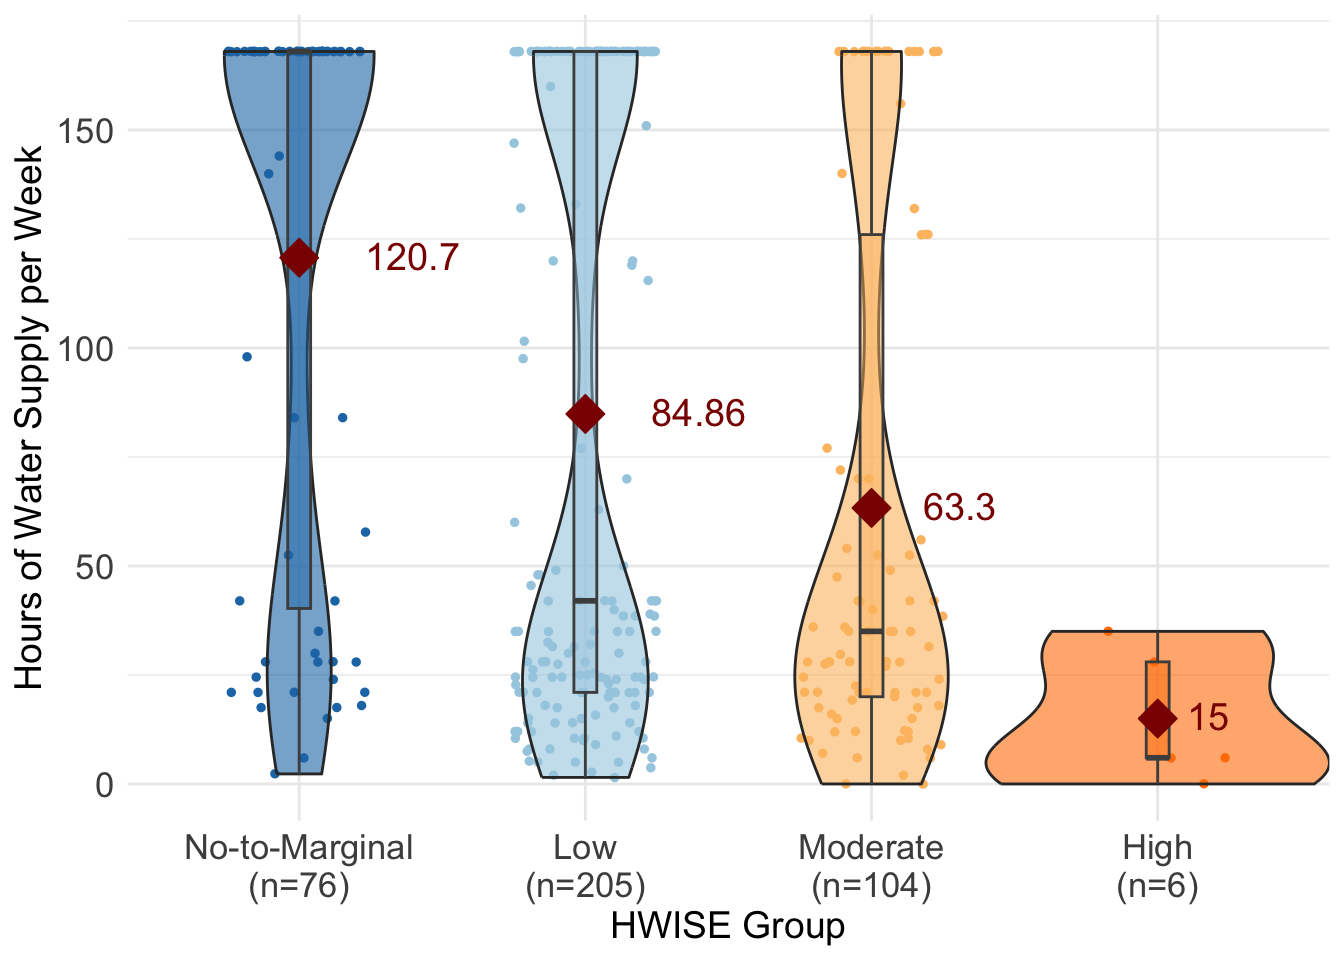 Hours of Water Supply per Week
150
100
50
0
120.7
84.86
63.3
15
No-to-Marginal
(n=76)
Low
(n=205)
Moderate
(n=104)
High
(n=6)
HWISE Group